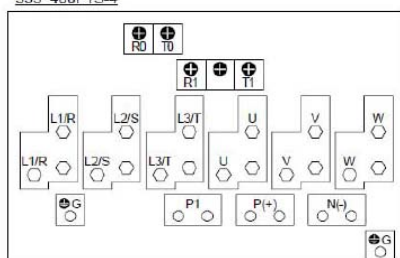 R0 T0
R1 T1
L1/R L2/S L3/T U V W
L1/R L2/S L3/T U V W
G P1 P(+) N(-)
G